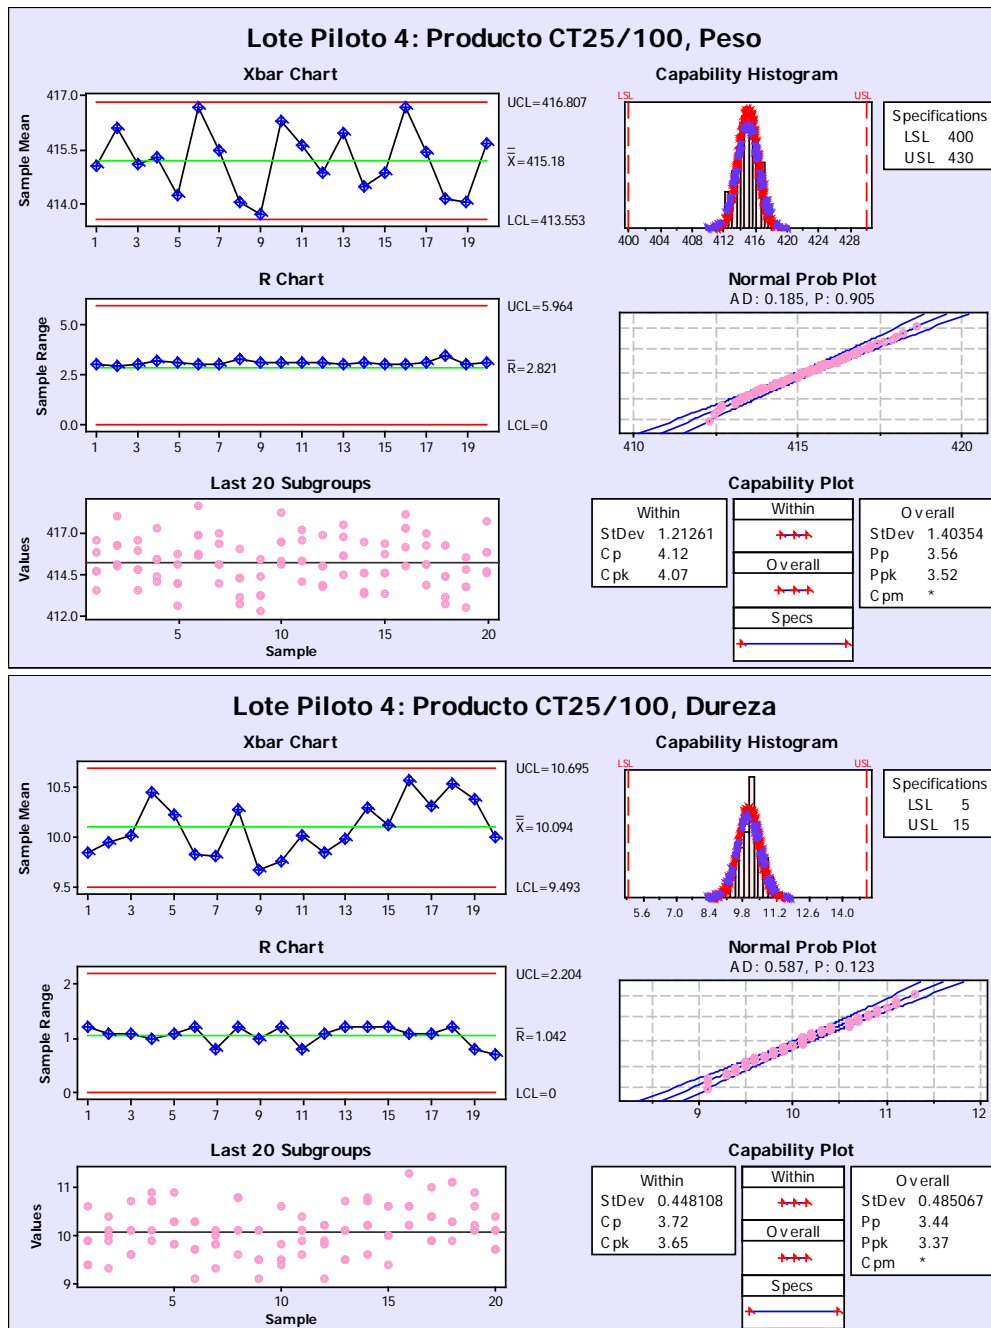 Lote Piloto 4: Producto CT25/100, Peso
Xbar Chart
Sample Mean
417.0
415.5
414.0
1 3 5 7 9 11 13 15 17 19
UCL=416.807
X=415.18
LCL=413.553
Capability Histogram
LSL
USL
400 404 408 412 416 420 424 428
Specifications
LSL 400
USL 430
R Chart
Sample Range
5.0
2.5
0.0
1 3 5 7 9 11 13 15 17 19
UCL=5.964
R=2.821
LCL=0
Normal Prob Plot
AD: 0.185, P: 0.905
410 415 420
Last 20 Subgroups
Values
417.0
414.5
412.0
5 10 15 20
Sample
Capability Plot
Within
StDev 1.21261
Cp 4.12
Cpk 4.07
Within
Overall
Specs
Overall
StDev 1.40354
Pp 3.56
Ppk 3.52
Cpm *
Lote Piloto 4: Producto CT25/100, Dureza
Xbar Chart
Sample Mean
10.5
10.0
9.5
1 3 5 7 9 11 13 15 17 19
UCL=10.695
X=10.094
LCL=9.493
Capability Histogram
LSL
USL
5.6 7.0 8.4 9.8 11.2 12.6 14.0
Specifications
LSL 5
USL 15
R Chart
Sample Range
2
1
0
1 3 5 7 9 11 13 15 17 19
UCL=2.204
R=1.042
LCL=0
Normal Prob Plot
AD: 0.587, P: 0.123
9 10 11 12
Last 20 Subgroups
Values
11
10
9
5 10 15 20
Sample
Capability Plot
Within
StDev 0.448108
Cp 3.72
Cpk 3.65
Within
Overall
Specs
Overall
StDev 0.485067
Pp 3.44
Ppk 3.37
Cpm *